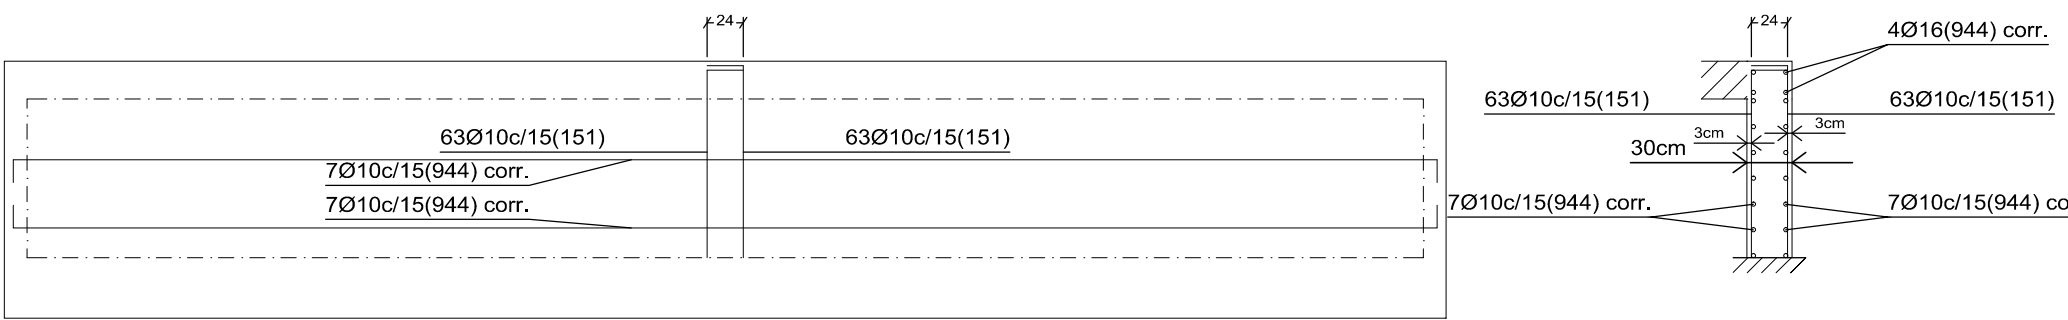 24
63Ø10c/15(151)
63Ø10c/15(151)
7Ø10c/15(944) corr.
7Ø10c/15(944) corr.
24
4Ø16(944) corr.
63Ø10c/15(151)
63Ø10c/15(151)
3cm
3cm
30cm
7Ø10c/15(944) corr.
7Ø10c/15(944) co